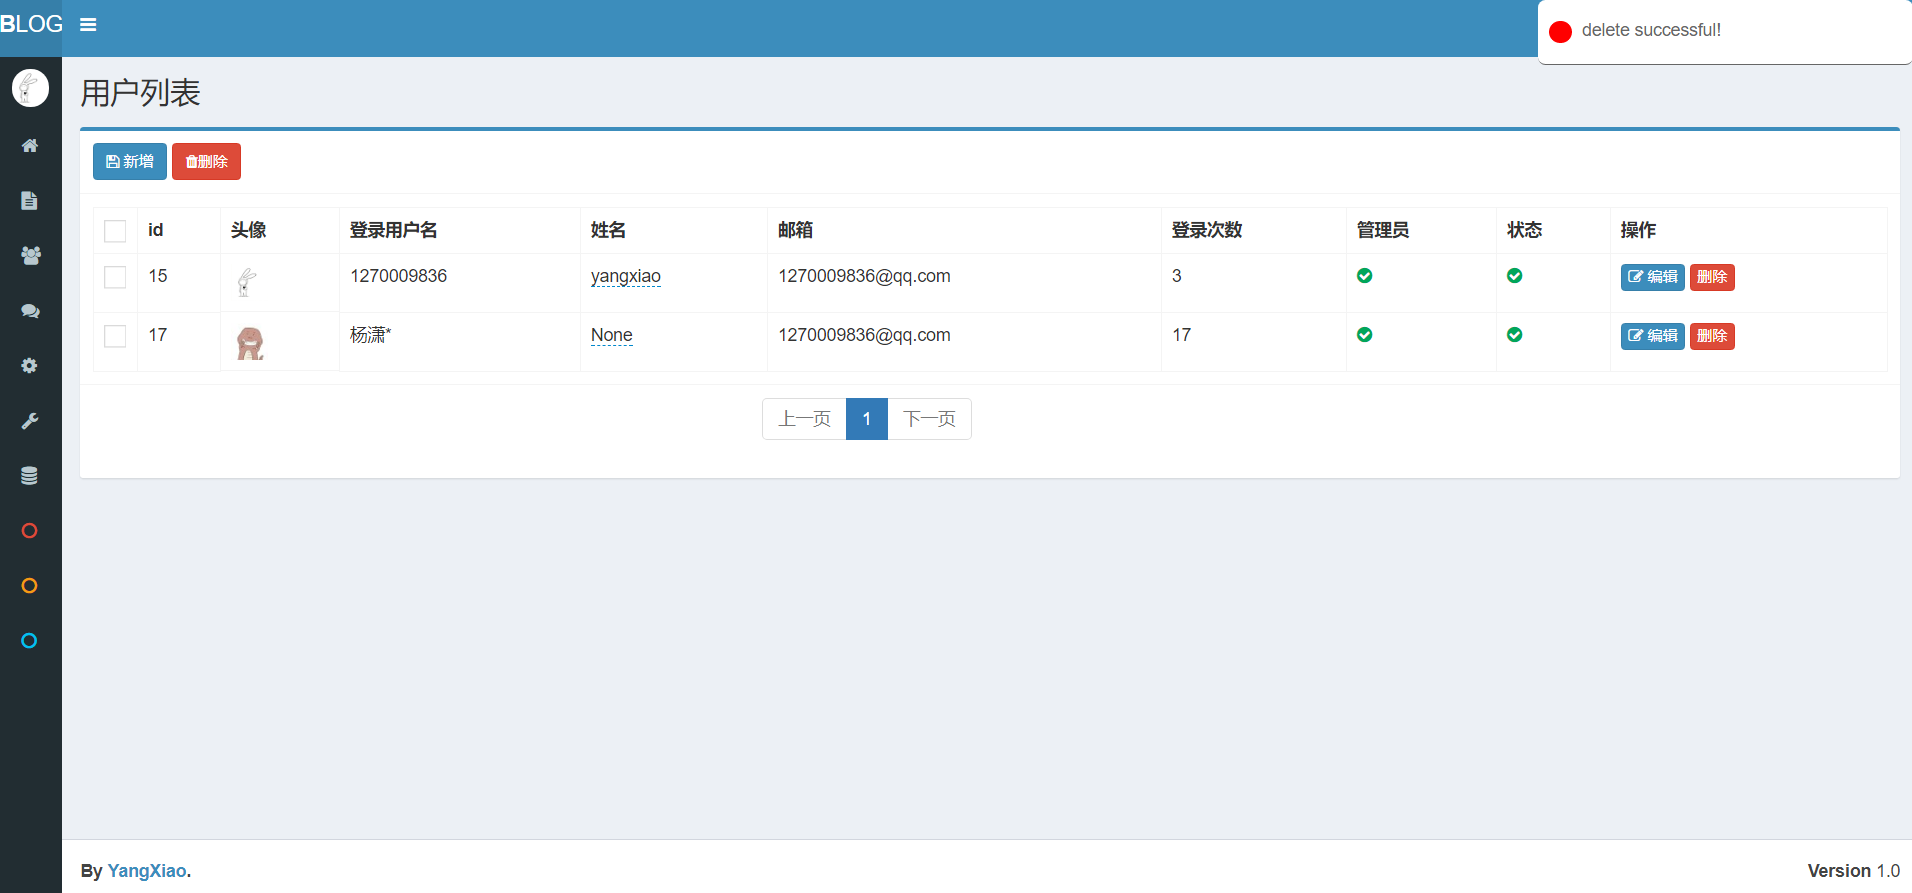 BLOG
delete successful!
用户列表
新增 删除
id 头像 登录用户名 姓名 邮箱 登录次数 管理员 状态 操作
15 1270009836 yangxiao 1270009836@qq.com 3 编辑 删除
17 杨潇* None 1270009836@qq.com 17 编辑 删除
上一页 1 下一页
By YangXiao. Version 1.0